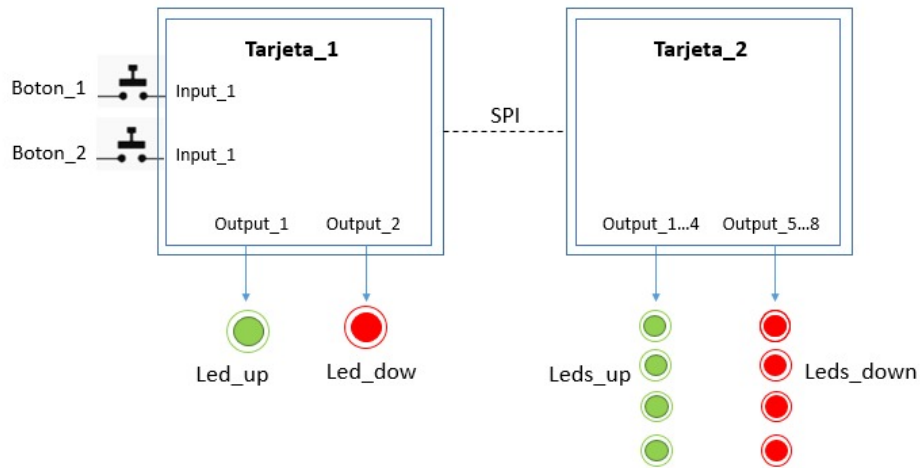 Tarjeta_1
Tarjeta_2
Boton_1
Input_1
SPI
Boton_2
Input_1
Output_1
Output_2
Output_1...4
Output_5...8
Led_up
Led_dow
Leds_up
Leds_down